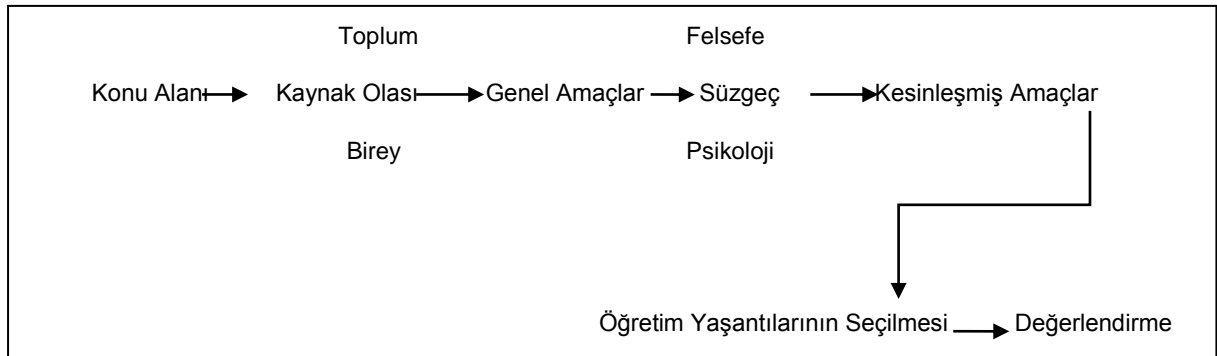 Toplum Felsefe
Konu Alanı Kaynak Olası Genel Amaçlar Süzgeç Kesinleşmiş Amaçlar
Birey Psikoloji
Öğretim Yaşantılarının Seçilmesi Değerlendirme